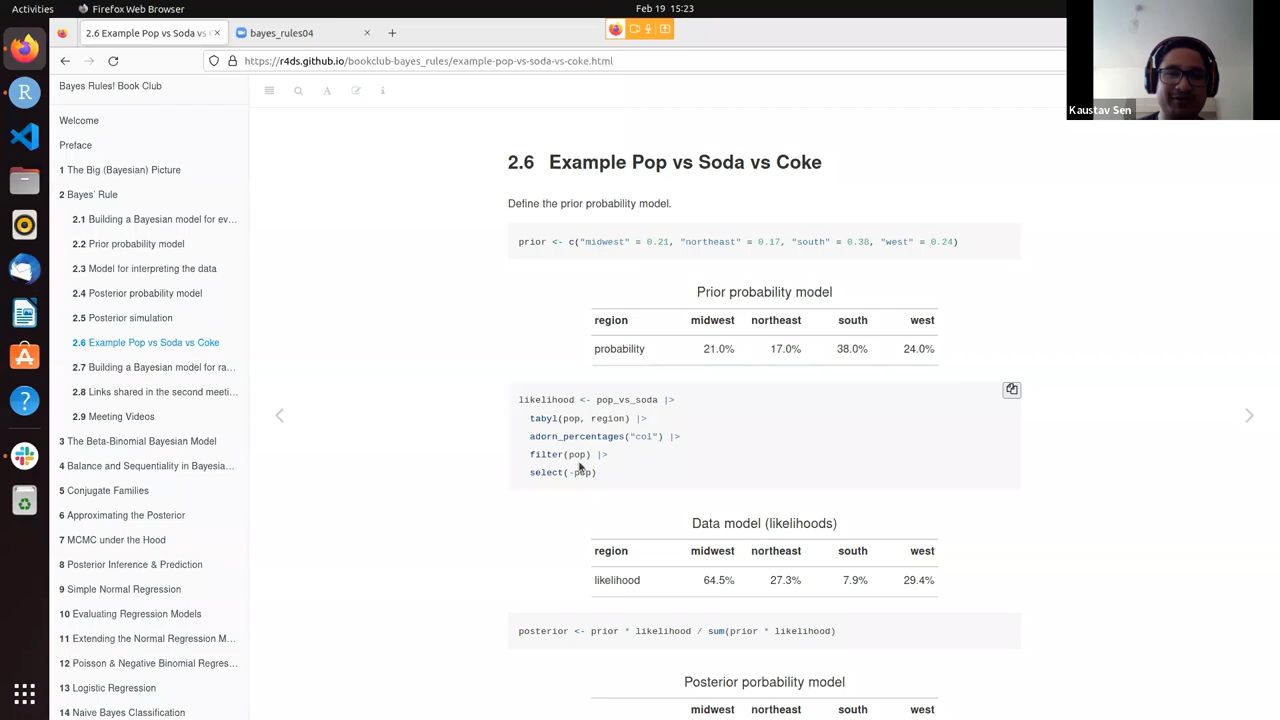 Activities
Firefox Web Browser
Feb 19 15:23
2.6 Example Pop vs Soda vs C
bayes_rules04
https://r4ds.github.io/bookclub-bayes_rules/example-pop-vs-soda-vs-coke.html
Kaustav Sen
Bayes Rules! Book Club
Welcome
Preface
1 The Big (Bayesian) Picture
2 Bayes' Rule
2.1 Building a Bayesian model for ev...
2.2 Prior probability model
2.3 Model for interpreting the data
2.4 Posterior probability model
2.5 Posterior simulation
2.6 Example Pop vs Soda vs Coke
2.7 Building a Bayesian model for ra...
2.8 Links shared in the second meeti...
2.9 Meeting Videos
3 The Beta-Binomial Bayesian Model
4 Balance and Sequentiality in Bayesia...
5 Conjugate Families
6 Approximating the Posterior
7 MCMC under the Hood
8 Posterior Inference & Prediction
9 Simple Normal Regression
10 Evaluating Regression Models
11 Extending the Normal Regression M...
12 Poisson & Negative Binomial Regres...
13 Logistic Regression
14 Naive Bayes Classification
2.6 Example Pop vs Soda vs Coke
Define the prior probability model.
prior <- c("midwest" = 0.21, "northeast" = 0.17, "south" = 0.38, "west" = 0.24)
Prior probability model
region midwest northeast south west
probability 21.0% 17.0% 38.0% 24.0%
likelihood <- pop_vs_soda |>
tabyl(pop, region) |>
adorn_percentages("col") |>
filter(pop) |>
select(-pop)
Data model (likelihoods)
region midwest northeast south west
likelihood 64.5% 27.3% 7.9% 29.4%
posterior <- prior * likelihood / sum(prior * likelihood)
Posterior porbability model
midwest northeast south west